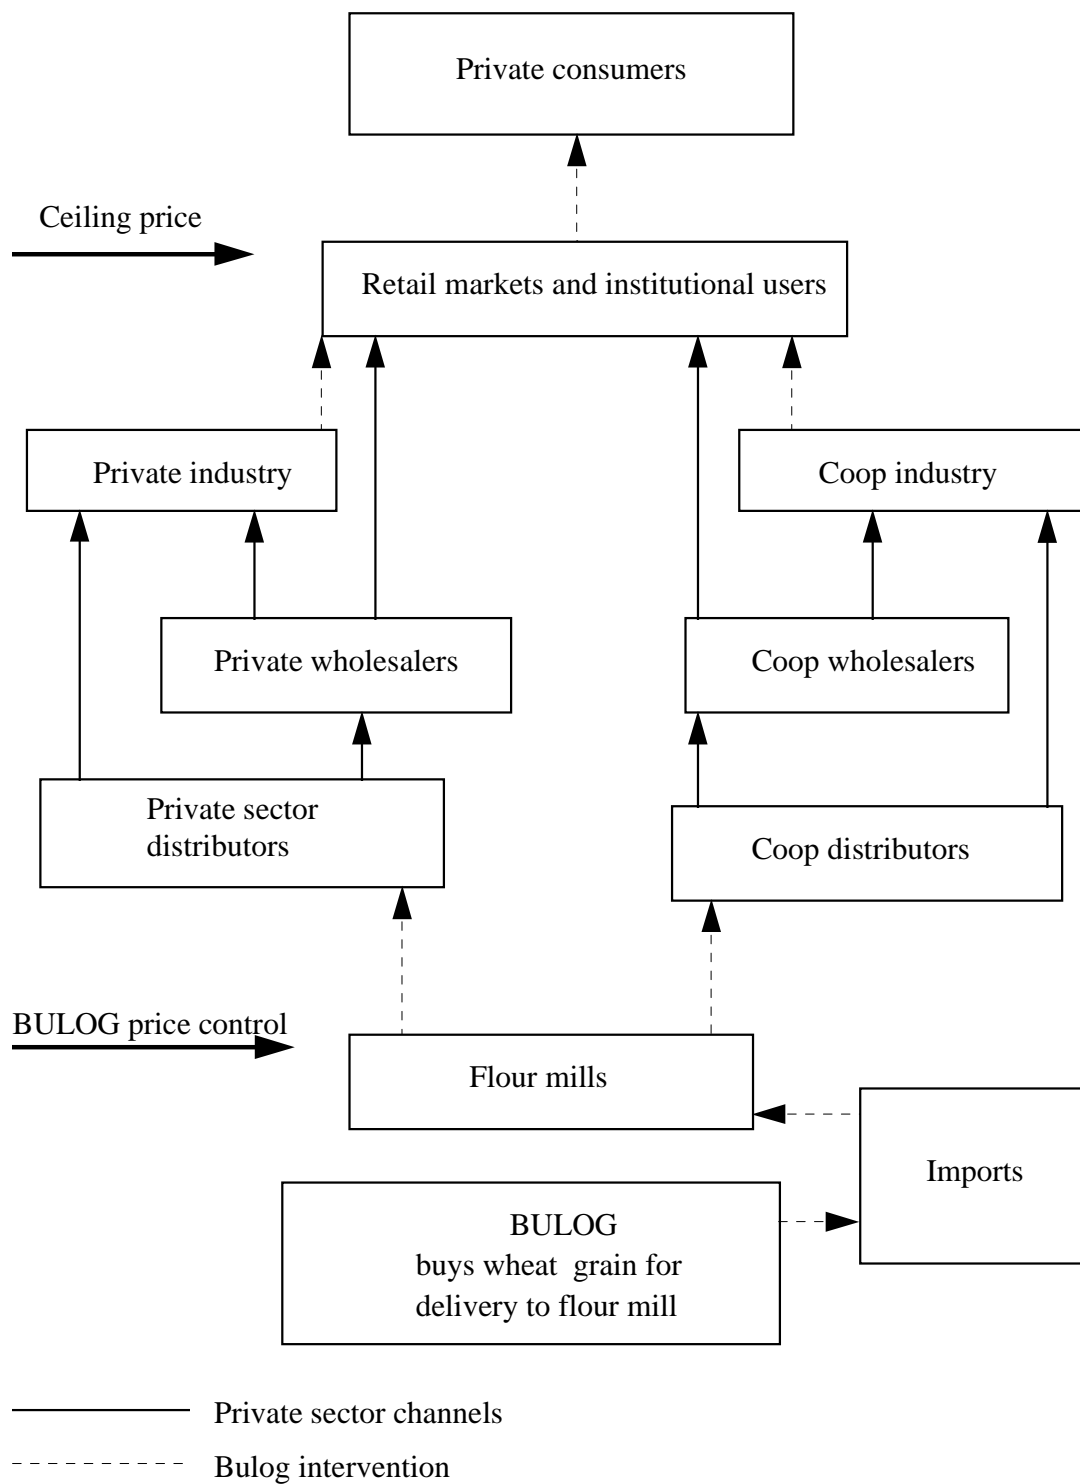 Private consumers
Ceiling price
Retail markets and institutional users
Private industry
Coop industry
Private wholesalers
Coop wholesalers
Private sector
distributors
Coop distributors
BULOG price control
Flour mills
Imports
BULOG
buys wheat grain for
delivery to flour mill
Private sector channels
Bulog intervention